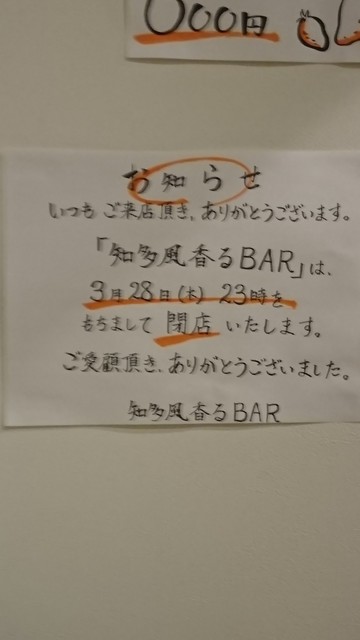 000円
お知らせ
いつも ご来店頂き、ありがとうございます。
「知多風香るBAR」は、
3月28日(木) 23時を
もちまして 閉店 いたします。
ご愛顧頂き、ありがとうございました。
知多風香るBAR